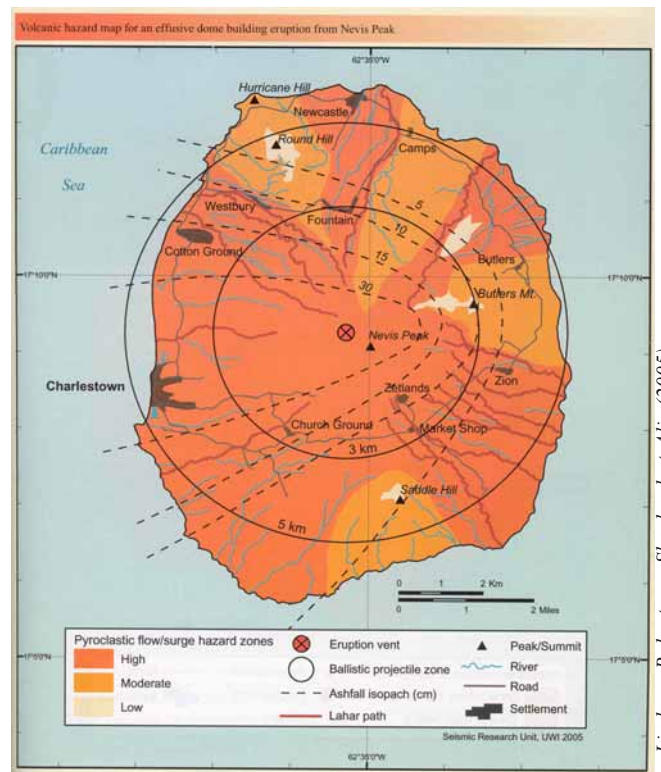 Volcanic hazard map for an effusive dome building eruption from Nevis Peak
62°35'0"W
Hurricane Hill
Newcastle
Caribbean
Sea
Round Hill
Camps
5
Westbury
Fountain
10
Cotton Ground
15
Butlers
17°10'0"N
17°10'0"N
30
Butlers Mt.
Nevis Peak
Charlestown
Zion
Zetlands
Church Ground
Market Shop
3 km
Saddle Hill
5 km
0 1 2 Km
0 1 2 Miles
Pyroclastic flow/surge hazard zones
High
Moderate
Low
Eruption vent
Ballistic projectile zone
Ashfall isopach (cm)
Lahar path
Peak/Summit
River
Road
Settlement
17°5'0"N
17°5'0"N
Seismic Research Unit, UWI 2005
62°35'0"W
(2005)